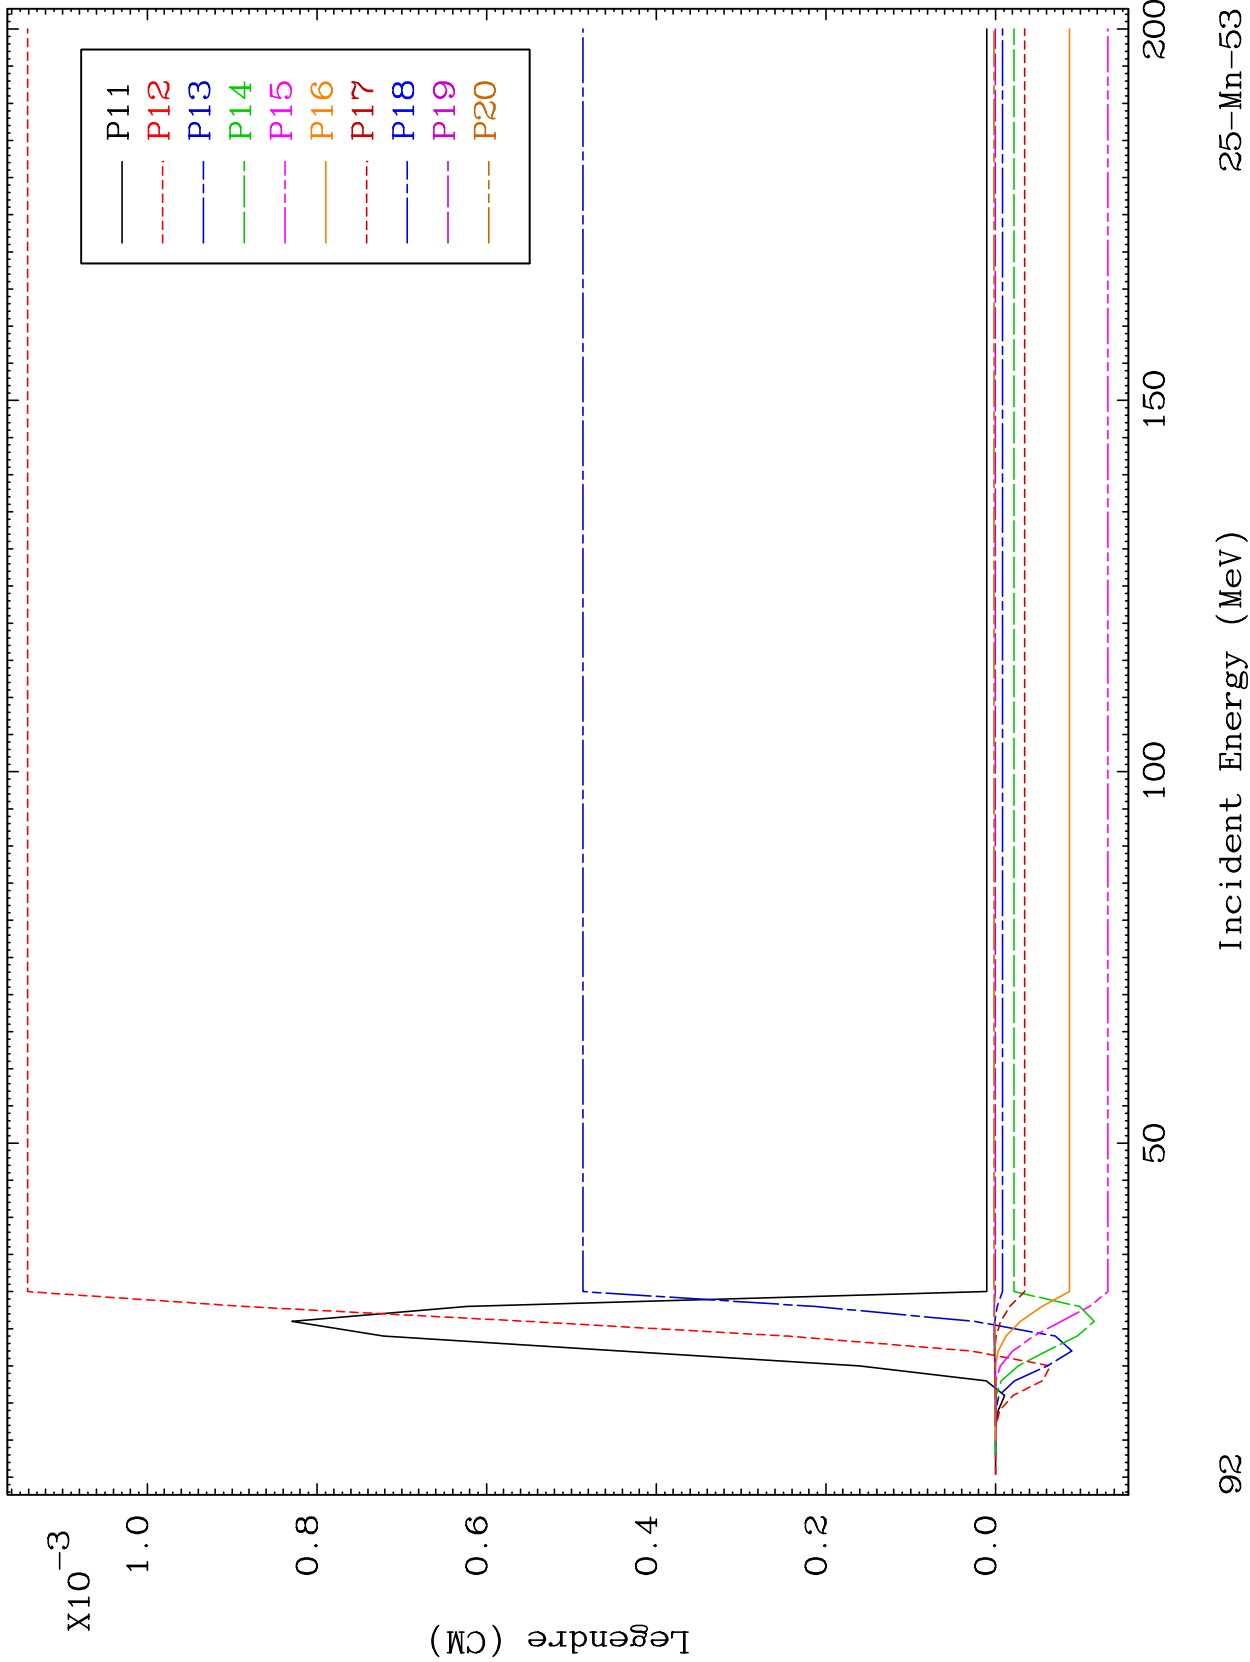 X10-3
1.0
0.8
0.6
0.4
0.2
0.0
Legendre (CM)
P11
P12
P13
P14
P15
P16
P17
P18
P19
P20
50
100
150
200
92
Incident Energy (MeV)
25-Mn-53